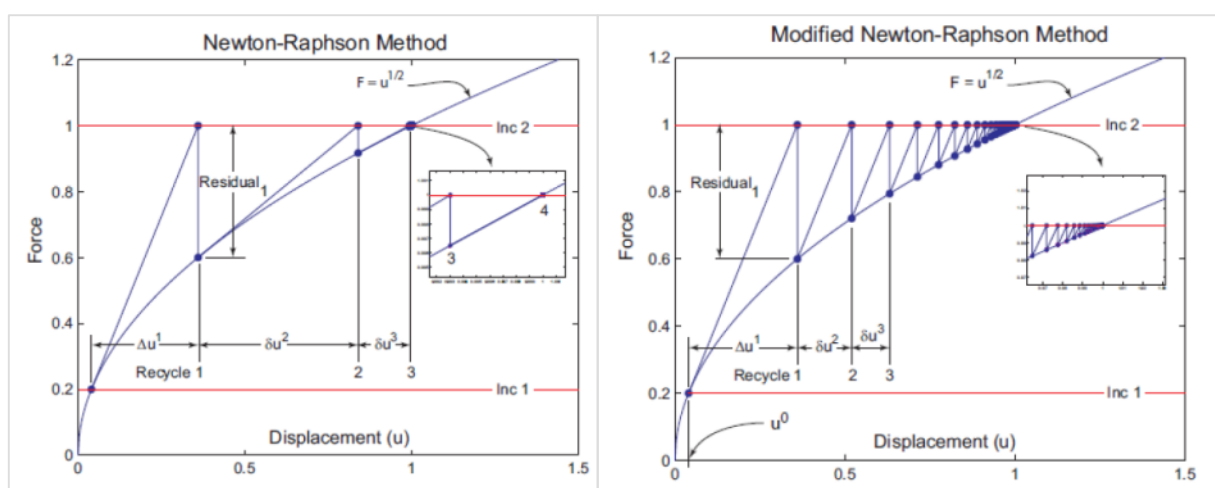 Newton-Raphson Method
1.2
F = u1/2
1
Inc 2
Residual1
0.8
3
4
0.6
Force
0.4
Δu1
δu2
δu3
Recycle 1
2
3
0.2
Inc 1
Displacement (u)
0
0
0.5
1
1.5
Modified Newton-Raphson Method
1.2
F = u1/2
1
Inc 2
Residual1
0.8
0.6
Force
0.4
Δu1
δu2
δu3
Recycle 1
2
3
0.2
Inc 1
u0
Displacement (u)
0
0
0.5
1
1.5